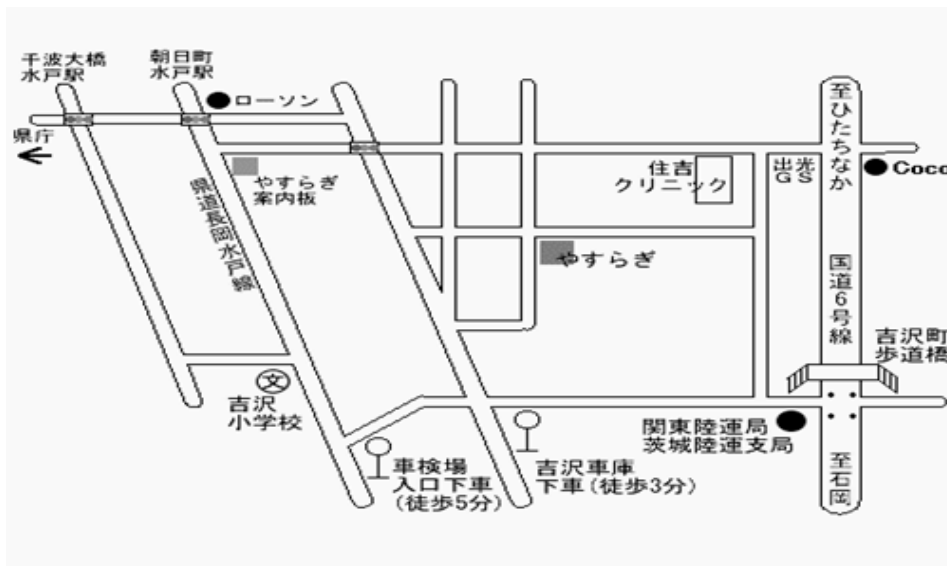 千波大橋
水戸駅
朝日町
水戸駅
ローソン
県庁
やすらぎ
案内板
県道長岡水戸線
住吉
クリニック
出光
GS
至ひたちなか
Coco
やすらぎ
国道6号線
吉沢町
歩道橋
吉沢
小学校
文
関東陸運局
茨城陸運支局
車検場
入口下車
(徒歩5分)
吉沢車庫
下車(徒歩3分)
至石岡